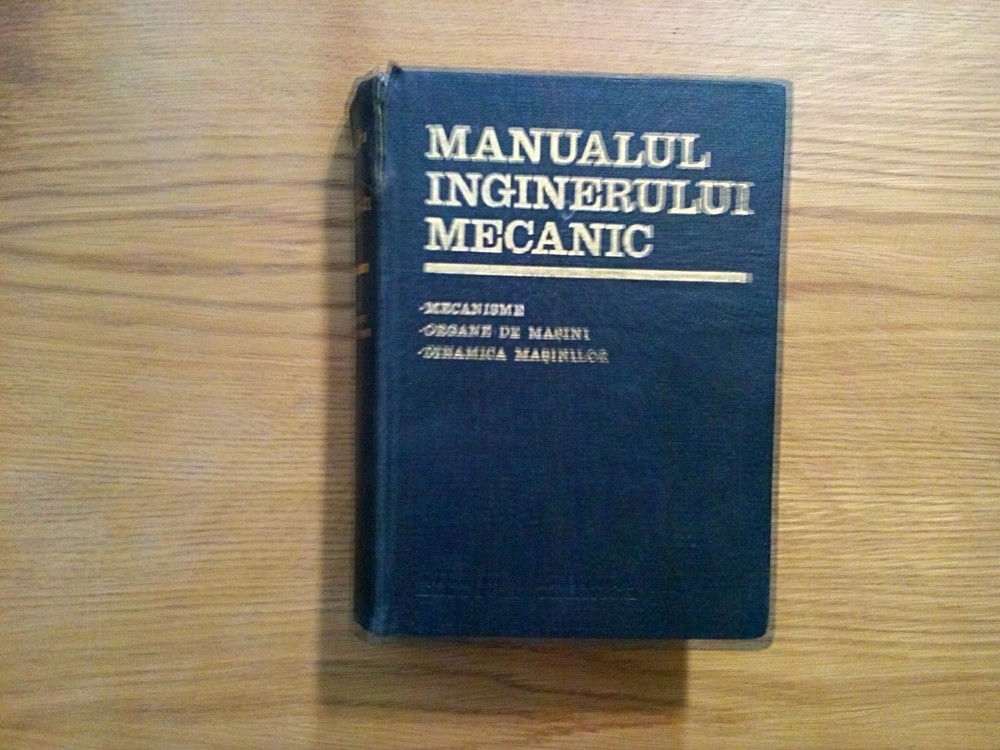 MANUALUL
INGINERULUI
MECANIC
-MECANISME
-ORGANE DE MAȘINI
-DINAMICA MAȘINILOR